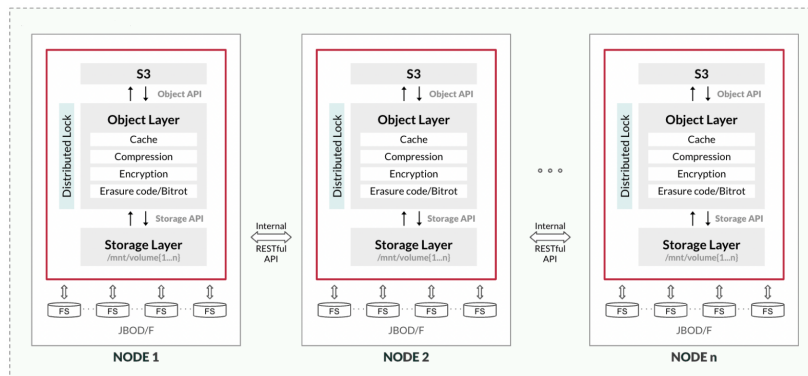 S3
Object API
Distributed Lock
Object Layer
Cache
Compression
Encryption
Erasure code/Bitrot
Storage API
Storage Layer
/mnt/volume{1...n}
FS
FS
FS
FS
JBOD/F
NODE 1
Internal
RESTful
API
S3
Object API
Distributed Lock
Object Layer
Cache
Compression
Encryption
Erasure code/Bitrot
Storage API
Storage Layer
/mnt/volume{1...n}
FS
FS
FS
FS
JBOD/F
NODE 2
Internal
RESTful
API
S3
Object API
Distributed Lock
Object Layer
Cache
Compression
Encryption
Erasure code/Bitrot
Storage API
Storage Layer
/mnt/volume{1...n}
FS
FS
FS
FS
JBOD/F
NODE n